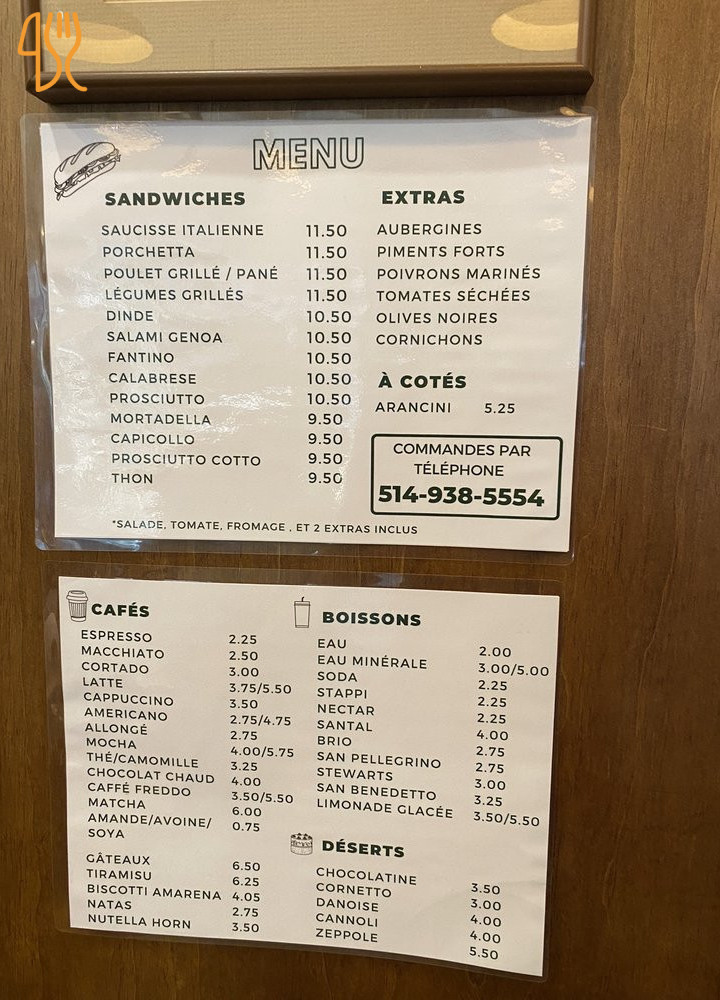 MENU
SANDWICHES
SAUCISSE ITALIENNE 11.50
PORCHETTA 11.50
POULET GRILLÉ / PANÉ 11.50
LÉGUMES GRILLÉS 11.50
DINDE 10.50
SALAMI GENOA 10.50
FANTINO 10.50
CALABRESE 10.50
PROSCIUTTO 10.50
MORTADELLA 9.50
CAPICOLLO 9.50
PROSCIUTTO COTTO 9.50
THON 9.50
EXTRAS
AUBERGINES
PIMENTS FORTS
POIVRONS MARINÉS
TOMATES SÉCHÉES
OLIVES NOIRES
CORNICHONS
À COTÉS
ARANCINI 5.25
COMMANDES PAR
TÉLÉPHONE
514-938-5554
*SALADE, TOMATE, FROMAGE , ET 2 EXTRAS INCLUS
CAFÉS
ESPRESSO 2.25
MACCHIATO 2.50
CORTADO 3.00
LATTE 3.75/5.50
CAPPUCCINO 3.50
AMERICANO 2.75/4.75
ALLONGÉ 2.75
MOCHA 4.00/5.75
THÉ/CAMOMILLE 3.25
CHOCOLAT CHAUD 4.00
CAFFÉ FREDDO 3.50/5.50
MATCHA 6.00
AMANDE/AVOINE/ 0.75
SOYA
GÂTEAUX 6.50
TIRAMISU 6.25
BISCOTTI AMARENA 4.05
NATAS 2.75
NUTELLA HORN 3.50
BOISSONS
EAU 2.00
EAU MINÉRALE 3.00/5.00
SODA 2.25
STAPPI 2.25
NECTAR 2.25
SANTAL 4.00
BRIO 2.75
SAN PELLEGRINO 2.75
STEWARTS 3.00
SAN BENEDETTO 3.25
LIMONADE GLACÉE 3.50/5.50
DÉSERTS
CHOCOLATINE 3.50
CORNETTO 3.00
DANOISE 4.00
CANNOLI 4.00
ZEPPOLE 5.50